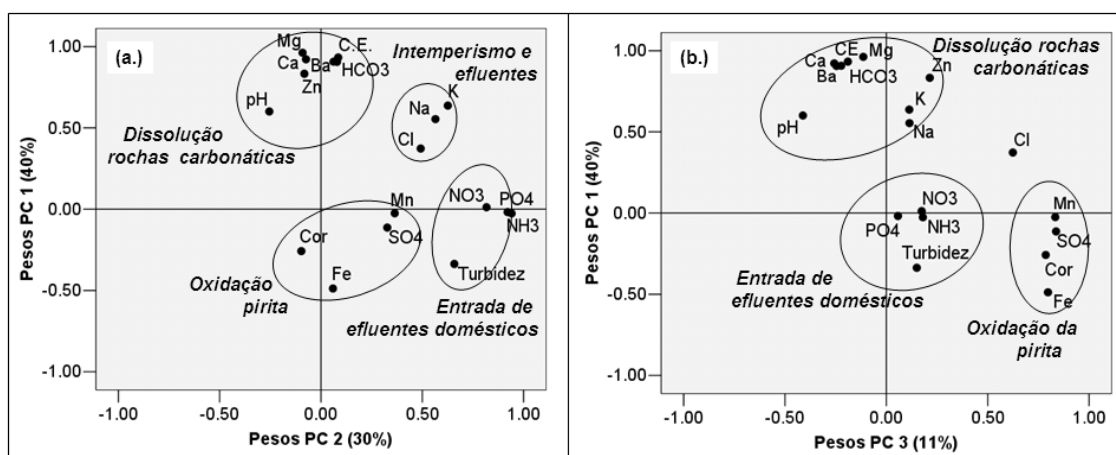 (a.)
1.00
0.50
0.00
-0.50
-1.00
Pesos PC 1 (40%)
Mg
C.E.
Ca
Ba
HCO3
Zn
pH
Intemperismo e
efluentes
K
Na
Cl
Dissolução
rochas carbonáticas
Mn
NO3
PO4
NH3
SO4
Cor
Fe
Turbidez
Oxidação
pirita
Entrada de
efluentes domésticos
-1.00 -0.50 0.00 0.50 1.00
Pesos PC 2 (30%)
(b.)
1.00
0.50
0.00
-0.50
-1.00
Pesos PC 1 (40%)
Dissolução rochas
carbonáticas
Ca
CE
Mg
Ba
HCO3
Zn
K
pH
Na
Cl
NO3
Mn
PO4
NH3
SO4
Turbidez
Cor
Fe
Entrada de
efluentes domésticos
Oxidação da
pirita
-1.00 -0.50 0.00 0.50 1.00
Pesos PC 3 (11%)